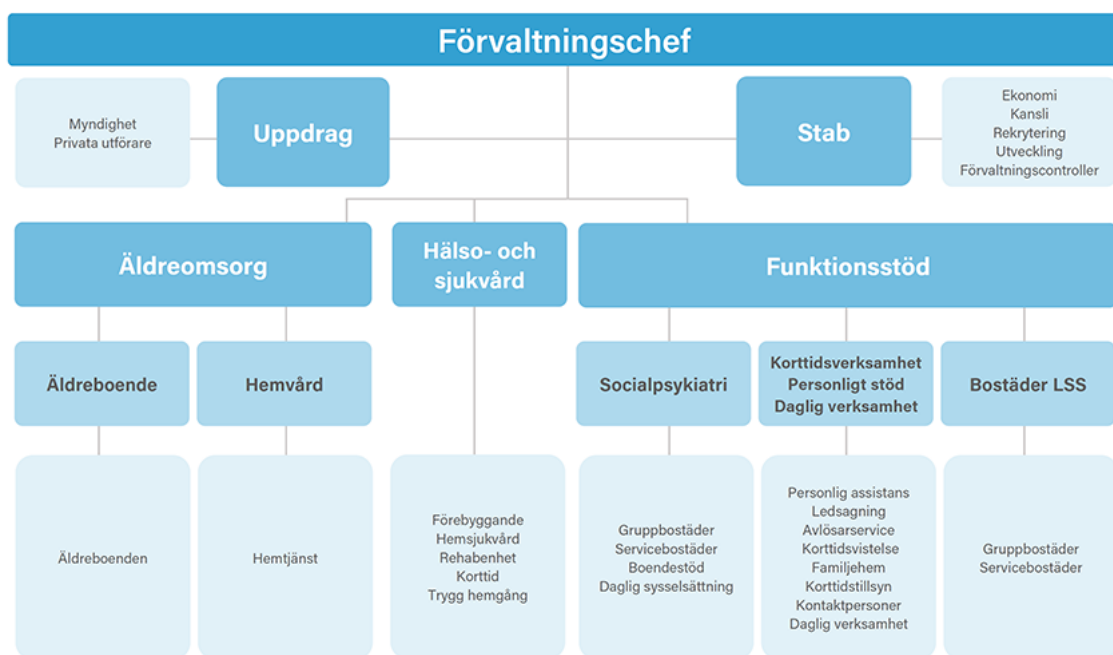 Förvaltningschef
Myndighet
Privata utförare
Uppdrag
Stab
Ekonomi
Kansli
Rekrytering
Utveckling
Förvaltningscontroller
Äldreomsorg
Hälso- och
sjukvård
Funktionsstöd
Äldreboende
Hemvård
Socialpsykiatri
Korttidsverksamhet
Personligt stöd
Daglig verksamhet
Bostäder LSS
Äldreboenden
Hemtjänst
Förebyggande
Hemsjukvård
Rehabenhet
Korttid
Trygg hemgång
Gruppbostäder
Servicebostäder
Boendestöd
Daglig sysselsättning
Personlig assistans
Ledsagning
Avlösarservice
Korttidsvistelse
Familjehem
Korttidstillsyn
Kontaktpersoner
Daglig verksamhet
Gruppbostäder
Servicebostäder